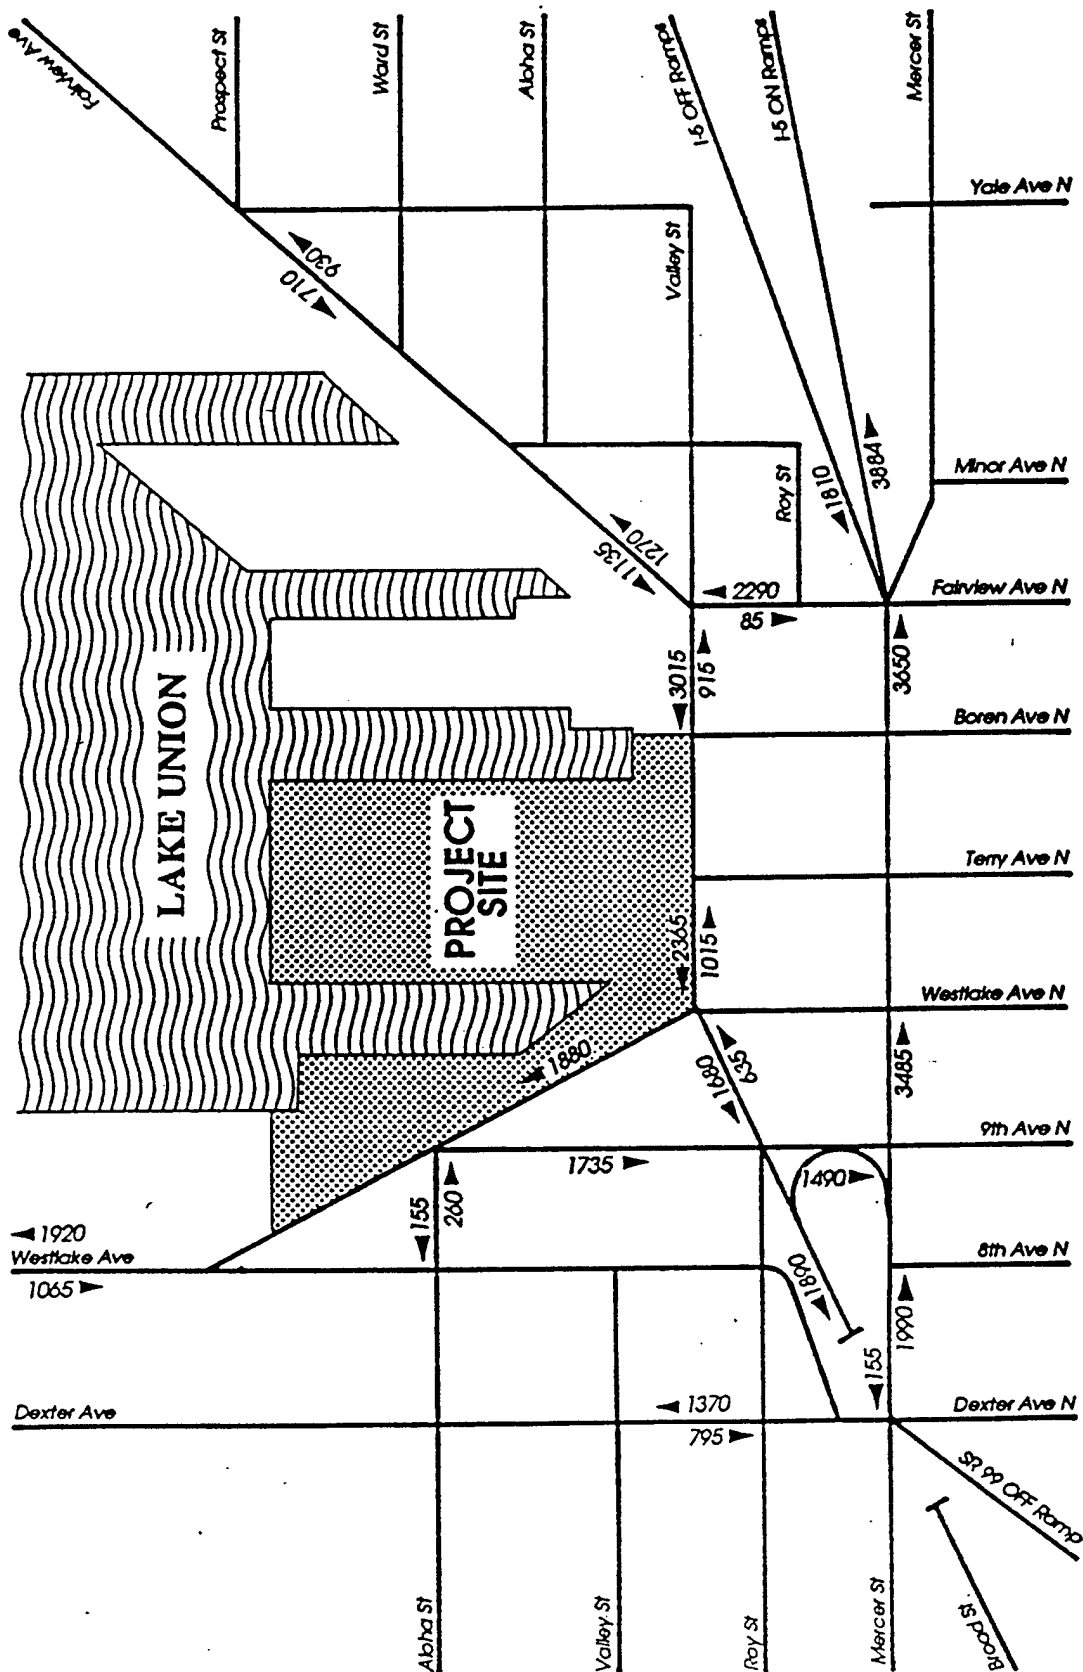 Fairview Ave
Prospect St
Ward St
Aloha St
I-5 OFF Ramps
I-5 ON Ramps
Mercer St
Yale Ave N
930
1710
Valley St
1810
3884
Minor Ave N
Roy St
1270
1135
2290
85
Fairview Ave N
3015
915
3650
Boren Ave N
LAKE UNION
PROJECT
SITE
Terry Ave N
2365
1015
Westlake Ave N
1880
1680
635
3485
9th Ave N
1735
1490
155
260
1920
Westlake Ave
1065
8th Ave N
1890
1990
155
Dexter Ave
1370
795
Dexter Ave N
SR 99 OFF Ramp
Aloha St
Valley St
Roy St
Mercer St
Broad St